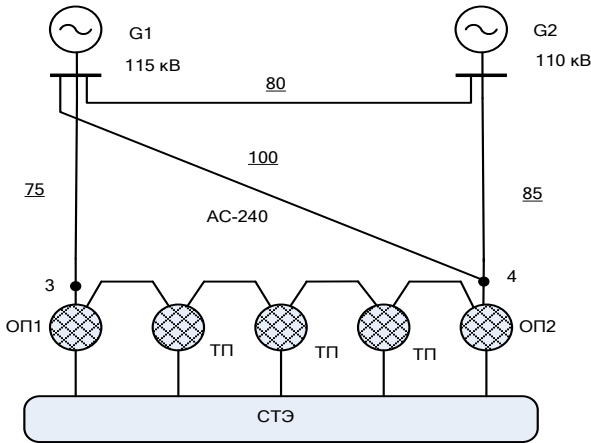 G1
G2
115 кВ
110 кВ
80
100
75
85
АС-240
3
4
ОП1
ТП
ТП
ТП
ОП2
СТЭ